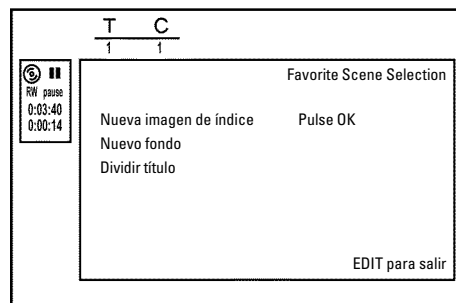 T C
1 1
RW pause
0:03:40
0:00:14
Favorite Scene Selection
Nueva imagen de índice Pulse OK
Nuevo fondo
Dividir título
EDIT para salir